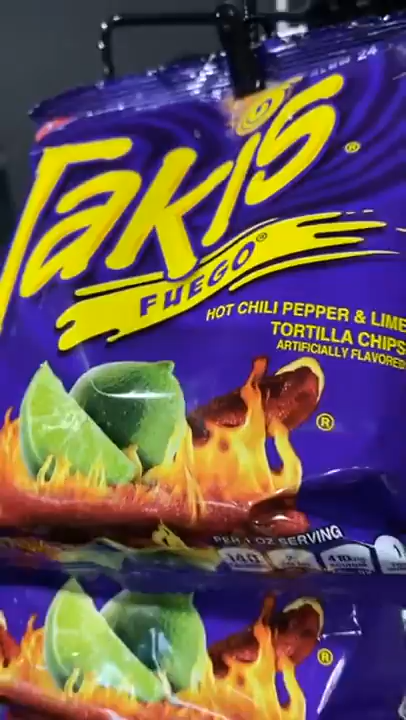 Takis®
FUEGO®
HOT CHILI PEPPER & LIME
TORTILLA CHIPS
ARTIFICIALLY FLAVORED
®
PER 1 OZ SERVING
®